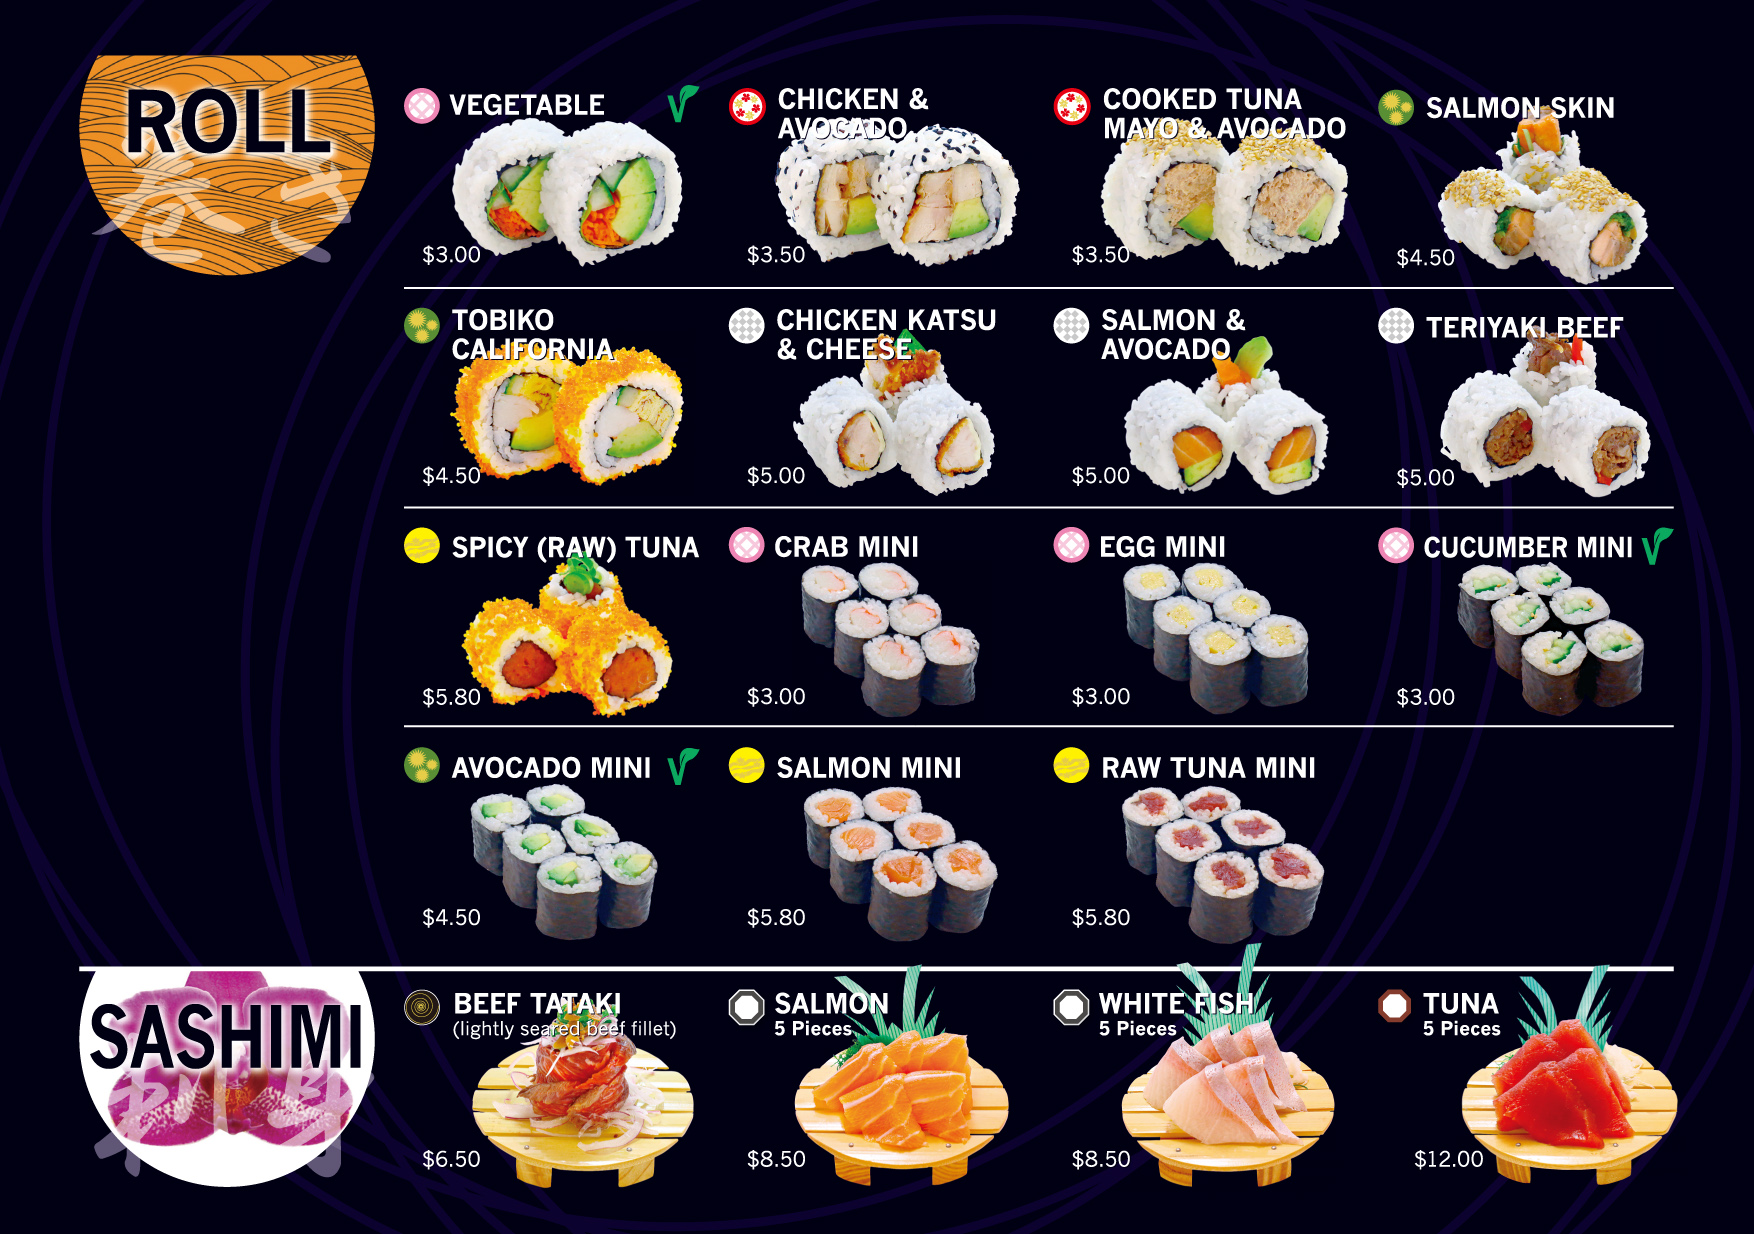 ROLL
巻き
VEGETABLE
$3.00
CHICKEN &
AVOCADO
$3.50
COOKED TUNA
MAYO & AVOCADO
$3.50
SALMON SKIN
$4.50
TOBIKO
CALIFORNIA
$4.50
CHICKEN KATSU
& CHEESE
$5.00
SALMON &
AVOCADO
$5.00
TERIYAKI BEEF
$5.00
SPICY (RAW) TUNA
$5.80
CRAB MINI
$3.00
EGG MINI
$3.00
CUCUMBER MINI
$3.00
AVOCADO MINI
$4.50
SALMON MINI
$5.80
RAW TUNA MINI
$5.80
SASHIMI
刺身
BEEF TATAKI
(lightly seared beef fillet)
$6.50
SALMON
5 Pieces
$8.50
WHITE FISH
5 Pieces
$8.50
TUNA
5 Pieces
$12.00